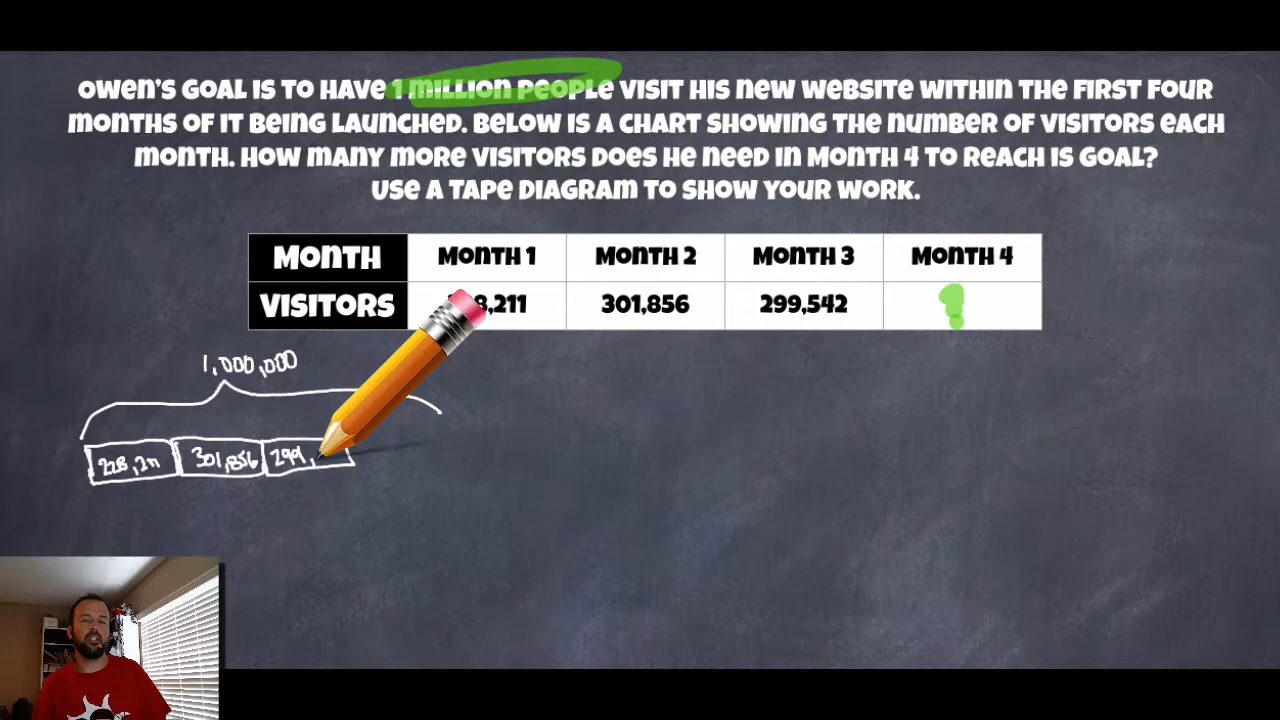 Owen's goal is to have 1 million people visit his new website within the first four
months of it being launched. Below is a chart showing the number of visitors each
month. How many more visitors does he need in Month 4 to reach is goal?
Use a tape diagram to show your work.
Month Month 1 Month 2 Month 3 Month 4
Visitors 8,211 301,856 299,542
1,000,000
228,211 301,856 299,